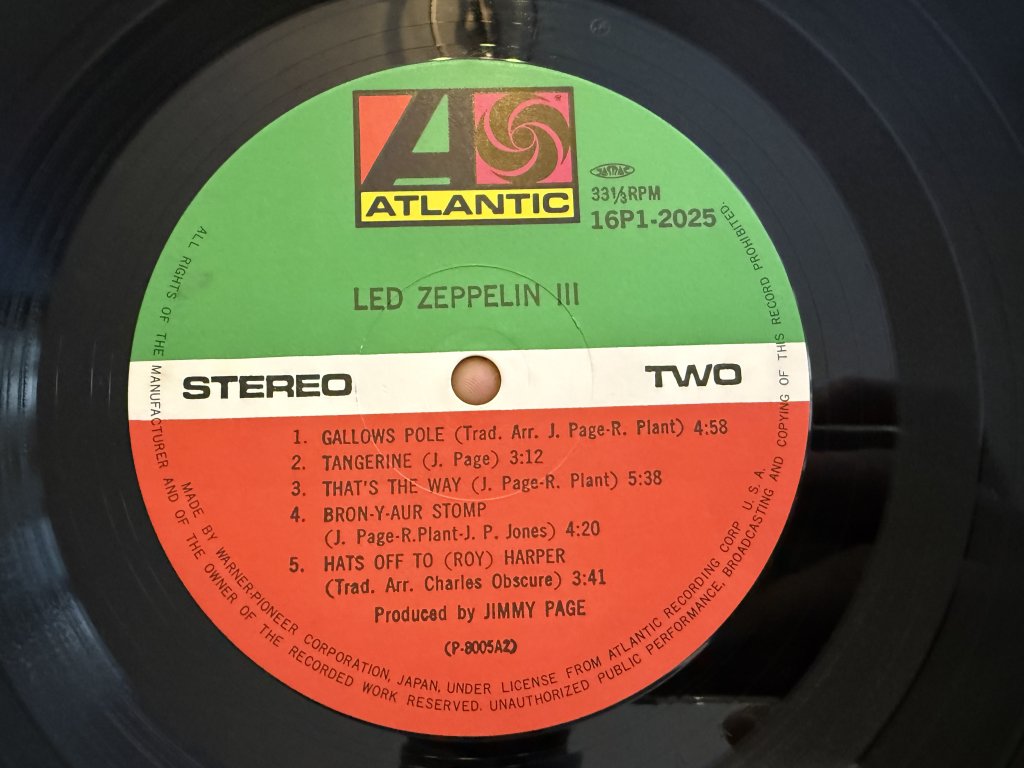 ATLANTIC
JASRAC
33⅓RPM
16P1-2025
LED ZEPPELIN III
STEREO
TWO
1. GALLOWS POLE (Trad. Arr. J. Page-R. Plant) 4:58
2. TANGERINE (J. Page) 3:12
3. THAT'S THE WAY (J. Page-R. Plant) 5:38
4. BRON-Y-AUR STOMP
(J. Page-R.Plant-J. P. Jones) 4:20
5. HATS OFF TO (ROY) HARPER
(Trad. Arr. Charles Obscure) 3:41
Produced by JIMMY PAGE
(P-8005A2)
MADE BY WARNER-PIONEER CORPORATION, JAPAN, UNDER LICENSE FROM ATLANTIC RECORDING CORP. U. S. A.
ALL RIGHTS OF THE MANUFACTURER AND OF THE OWNER OF THE RECORDED WORK RESERVED. UNAUTHORIZED PUBLIC PERFORMANCE, BROADCASTING AND COPYING OF THIS RECORD PROHIBITED.